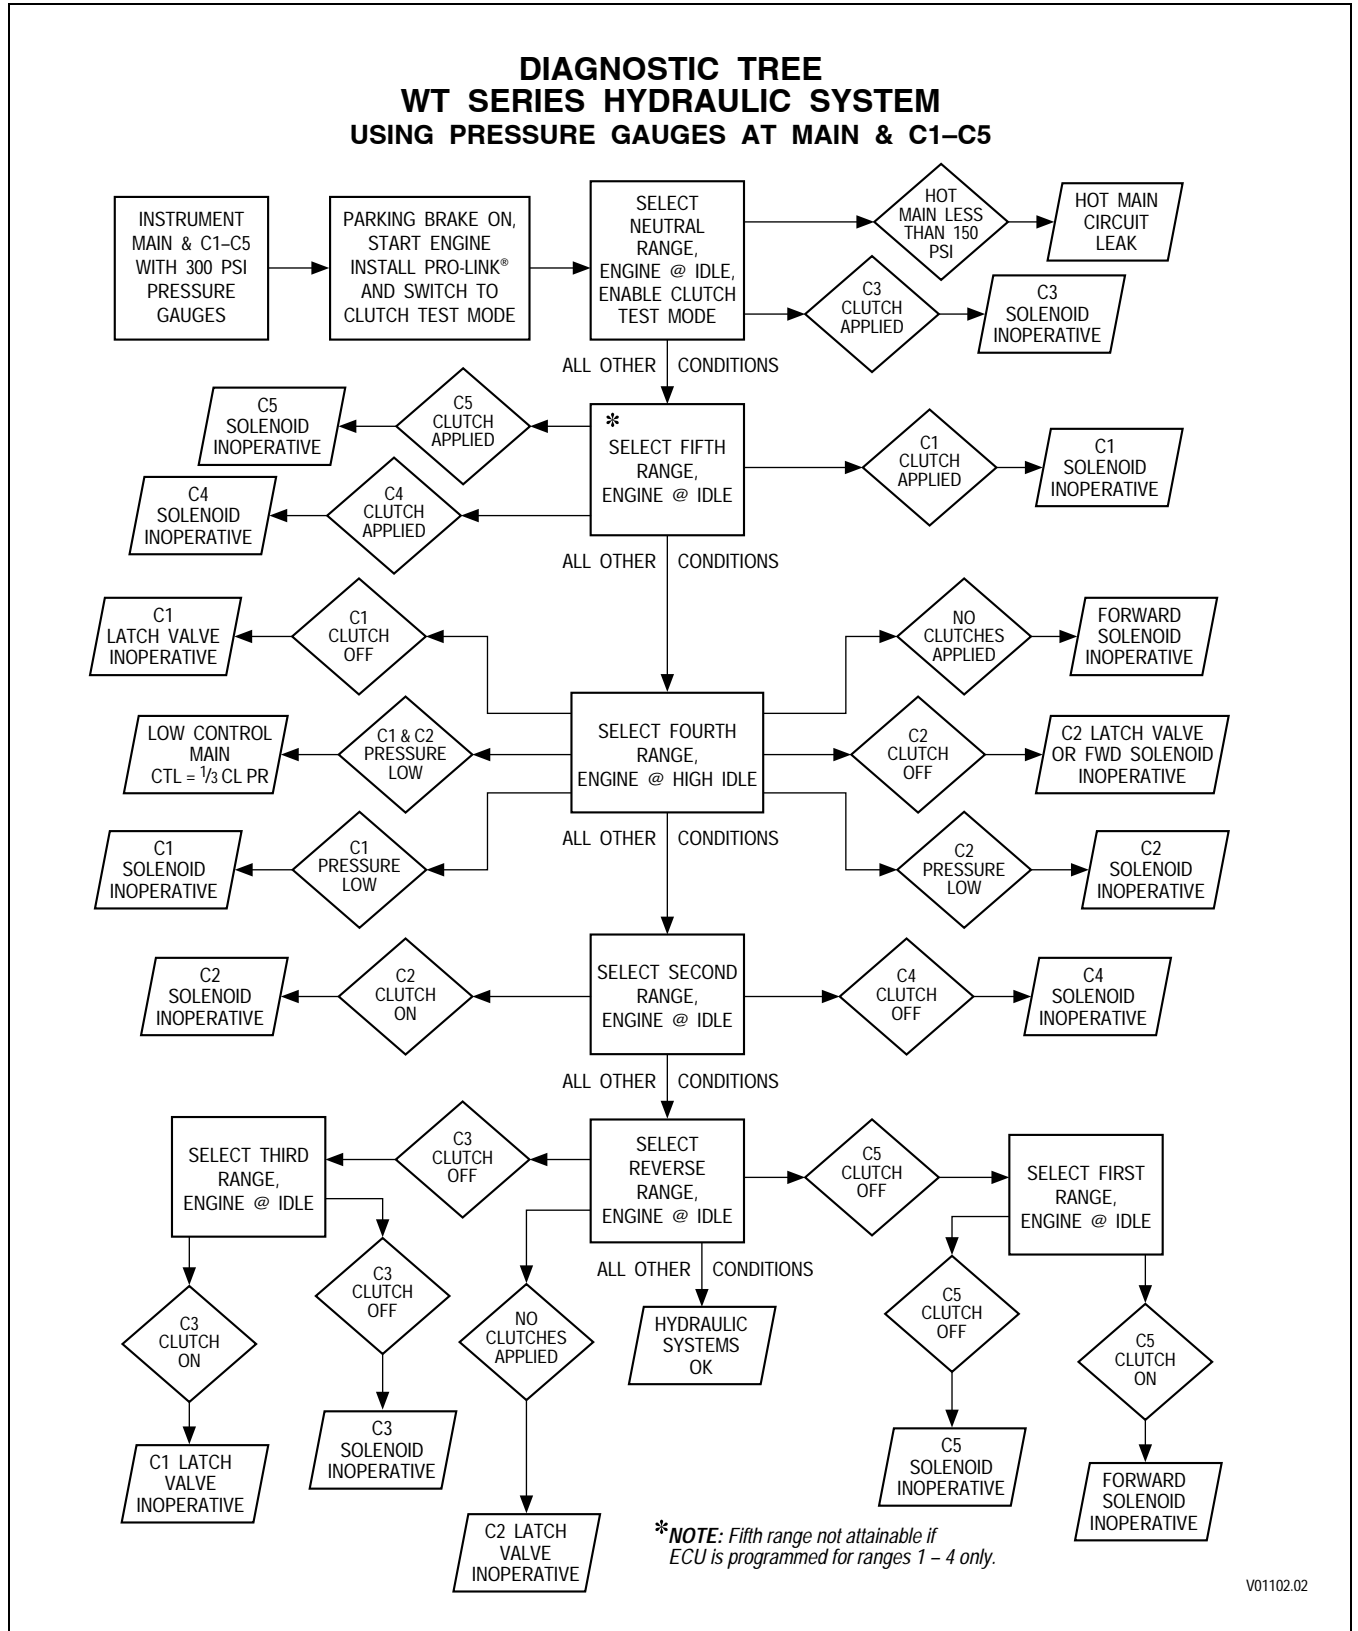 DIAGNOSTIC TREE
WT SERIES HYDRAULIC SYSTEM
USING PRESSURE GAUGES AT MAIN & C1–C5
INSTRUMENT
MAIN & C1–C5
WITH 300 PSI
PRESSURE
GAUGES
PARKING BRAKE ON,
START ENGINE
INSTALL PRO-LINK®
AND SWITCH TO
CLUTCH TEST MODE
SELECT
NEUTRAL
RANGE,
ENGINE @ IDLE,
ENABLE CLUTCH
TEST MODE
HOT
MAIN LESS
THAN 150
PSI
HOT MAIN
CIRCUIT
LEAK
C3
CLUTCH
APPLIED
C3
SOLENOID
INOPERATIVE
ALL OTHER CONDITIONS
C5
SOLENOID
INOPERATIVE
C5
CLUTCH
APPLIED
*
SELECT FIFTH
RANGE,
ENGINE @ IDLE
C1
CLUTCH
APPLIED
C1
SOLENOID
INOPERATIVE
C4
SOLENOID
INOPERATIVE
C4
CLUTCH
APPLIED
ALL OTHER CONDITIONS
C1
LATCH VALVE
INOPERATIVE
C1
CLUTCH
OFF
NO
CLUTCHES
APPLIED
FORWARD
SOLENOID
INOPERATIVE
LOW CONTROL
MAIN
CTL = 1/3 CL PR
C1 & C2
PRESSURE
LOW
SELECT FOURTH
RANGE,
ENGINE @ HIGH IDLE
C2
CLUTCH
OFF
C2 LATCH VALVE
OR FWD SOLENOID
INOPERATIVE
C1
SOLENOID
INOPERATIVE
C1
PRESSURE
LOW
ALL OTHER CONDITIONS
C2
PRESSURE
LOW
C2
SOLENOID
INOPERATIVE
C2
SOLENOID
INOPERATIVE
C2
CLUTCH
ON
SELECT SECOND
RANGE,
ENGINE @ IDLE
C4
CLUTCH
OFF
C4
SOLENOID
INOPERATIVE
ALL OTHER CONDITIONS
SELECT THIRD
RANGE,
ENGINE @ IDLE
C3
CLUTCH
OFF
SELECT
REVERSE
RANGE,
ENGINE @ IDLE
C5
CLUTCH
OFF
SELECT FIRST
RANGE,
ENGINE @ IDLE
ALL OTHER CONDITIONS
C3
CLUTCH
ON
C3
CLUTCH
OFF
NO
CLUTCHES
APPLIED
HYDRAULIC
SYSTEMS
OK
C5
CLUTCH
OFF
C5
CLUTCH
ON
C1 LATCH
VALVE
INOPERATIVE
C3
SOLENOID
INOPERATIVE
C2 LATCH
VALVE
INOPERATIVE
C5
SOLENOID
INOPERATIVE
FORWARD
SOLENOID
INOPERATIVE
*NOTE: Fifth range not attainable if
ECU is programmed for ranges 1 – 4 only.
V01102.02